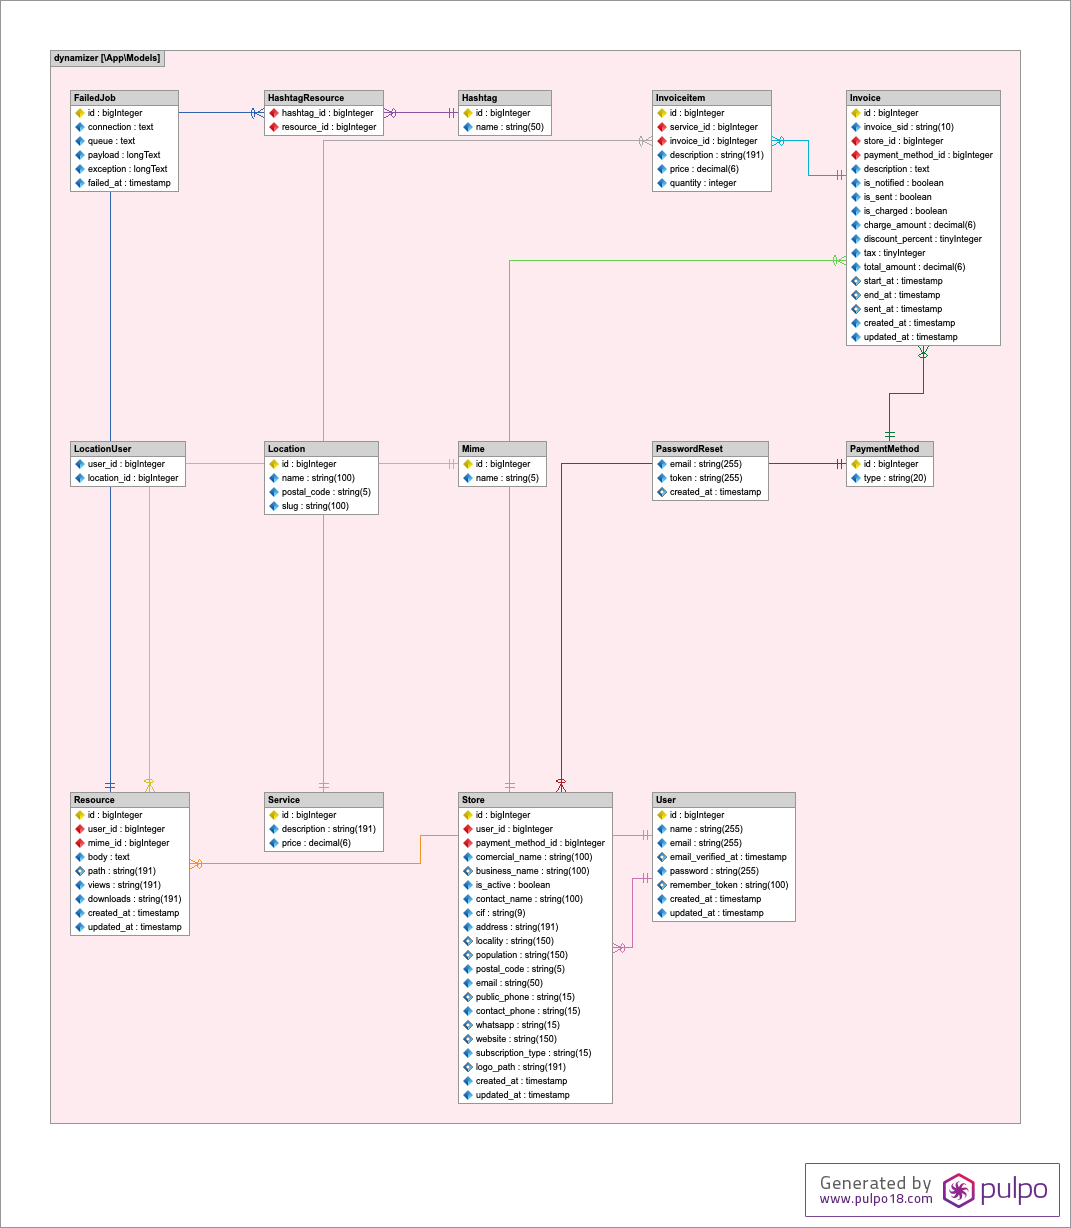 dynamizer [\App\Models]
FailedJob
id : bigInteger
connection : text
queue : text
payload : longText
exception : longText
failed_at : timestamp
HashtagResource
hashtag_id : bigInteger
resource_id : bigInteger
Hashtag
id : bigInteger
name : string(50)
Invoiceitem
id : bigInteger
service_id : bigInteger
invoice_id : bigInteger
description : string(191)
price : decimal(6)
quantity : integer
Invoice
id : bigInteger
invoice_sid : string(10)
store_id : bigInteger
payment_method_id : bigInteger
description : text
is_notified : boolean
is_sent : boolean
is_charged : boolean
charge_amount : decimal(6)
discount_percent : tinyInteger
tax : tinyInteger
total_amount : decimal(6)
start_at : timestamp
end_at : timestamp
sent_at : timestamp
created_at : timestamp
updated_at : timestamp
LocationUser
user_id : bigInteger
location_id : bigInteger
Location
id : bigInteger
name : string(100)
postal_code : string(5)
slug : string(100)
Mime
id : bigInteger
name : string(5)
PasswordReset
email : string(255)
token : string(255)
created_at : timestamp
PaymentMethod
id : bigInteger
type : string(20)
Resource
id : bigInteger
user_id : bigInteger
mime_id : bigInteger
body : text
path : string(191)
views : string(191)
downloads : string(191)
created_at : timestamp
updated_at : timestamp
Service
id : bigInteger
description : string(191)
price : decimal(6)
Store
id : bigInteger
user_id : bigInteger
payment_method_id : bigInteger
comercial_name : string(100)
business_name : string(100)
is_active : boolean
contact_name : string(100)
cif : string(9)
address : string(191)
locality : string(150)
population : string(150)
postal_code : string(5)
email : string(50)
public_phone : string(15)
contact_phone : string(15)
whatsapp : string(15)
website : string(150)
subscription_type : string(15)
logo_path : string(191)
created_at : timestamp
updated_at : timestamp
User
id : bigInteger
name : string(255)
email : string(255)
email_verified_at : timestamp
password : string(255)
remember_token : string(100)
created_at : timestamp
updated_at : timestamp
Generated by
www.pulpo18.com
pulpo